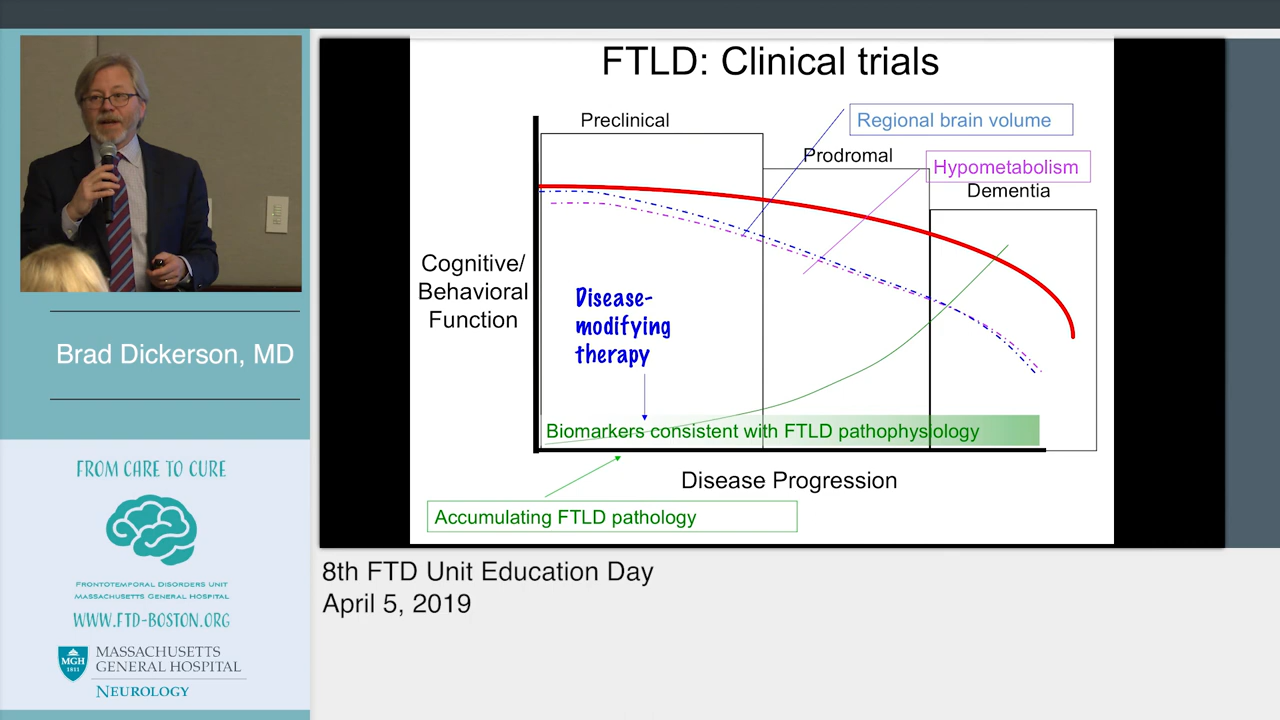 FTLD: Clinical trials
Preclinical
Regional brain volume
Prodromal
Hypometabolism
Dementia
Cognitive/
Behavioral
Function
Disease-
modifying
therapy
Biomarkers consistent with FTLD pathophysiology
Disease Progression
Accumulating FTLD pathology
Brad Dickerson, MD
FROM CARE TO CURE
FRONTOTEMPORAL DISORDERS UNIT
MASSACHUSETTS GENERAL HOSPITAL
WWW.FTD-BOSTON.ORG
MGH
1811
MASSACHUSETTS
GENERAL HOSPITAL
NEUROLOGY
8th FTD Unit Education Day
April 5, 2019